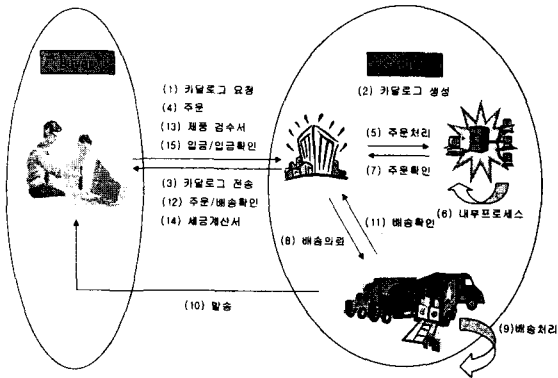 (1) 카달로그 요청
(4) 주문
(13) 제품 검수서
(15) 입금/입금확인
(3) 카달로그 전송
(12) 주문/배송확인
(14) 세금계산서
(2) 카달로그 생성
(5) 주문처리
(7) 주문확인
(6) 내부프로세스
(11) 배송확인
(8) 배송의뢰
(10) 발송
(9)배송처리